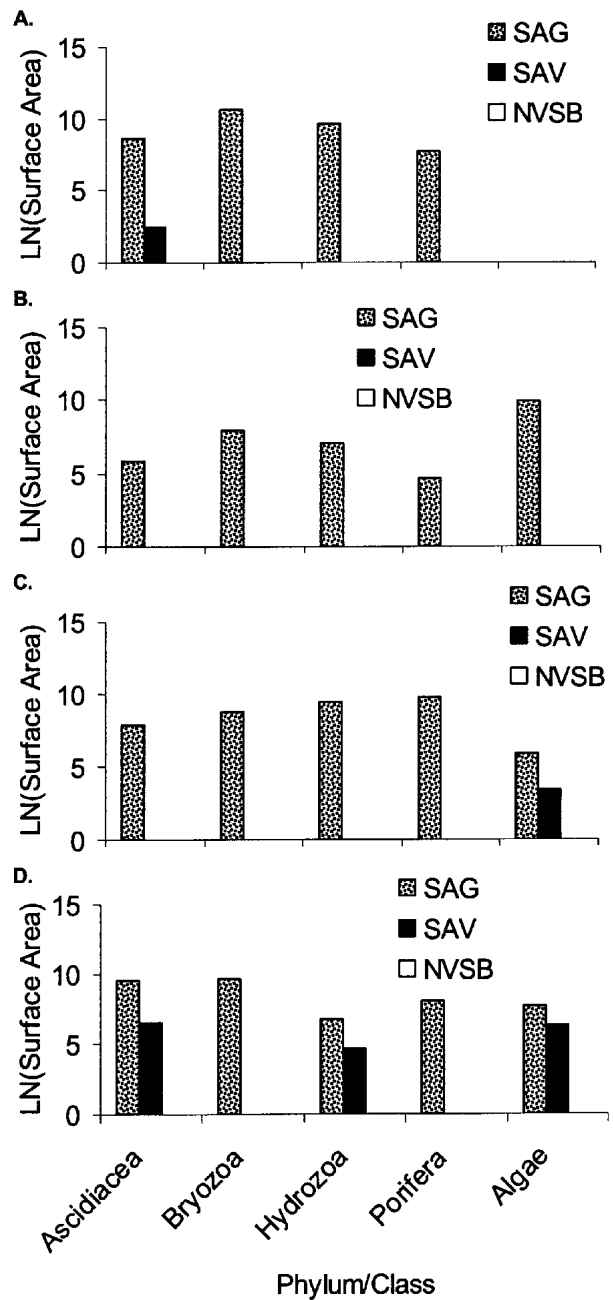 A.
SAG
SAV
NVSB
LN(Surface Area)
15
10
5
0
B.
SAG
SAV
NVSB
LN(Surface Area)
15
10
5
0
C.
SAG
SAV
NVSB
LN(Surface Area)
15
10
5
0
D.
SAG
SAV
NVSB
LN(Surface Area)
15
10
5
0
Ascidiacea
Bryozoa
Hydrozoa
Porifera
Algae
Phylum/Class